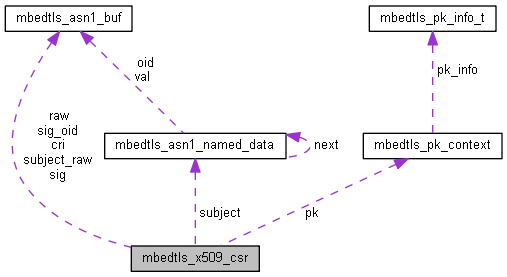 mbedtls_asn1_buf
mbedtls_pk_info_t
oid
val
pk_info
raw
sig_oid
cri
subject_raw
sig
mbedtls_asn1_named_data
next
mbedtls_pk_context
subject
pk
mbedtls_x509_csr